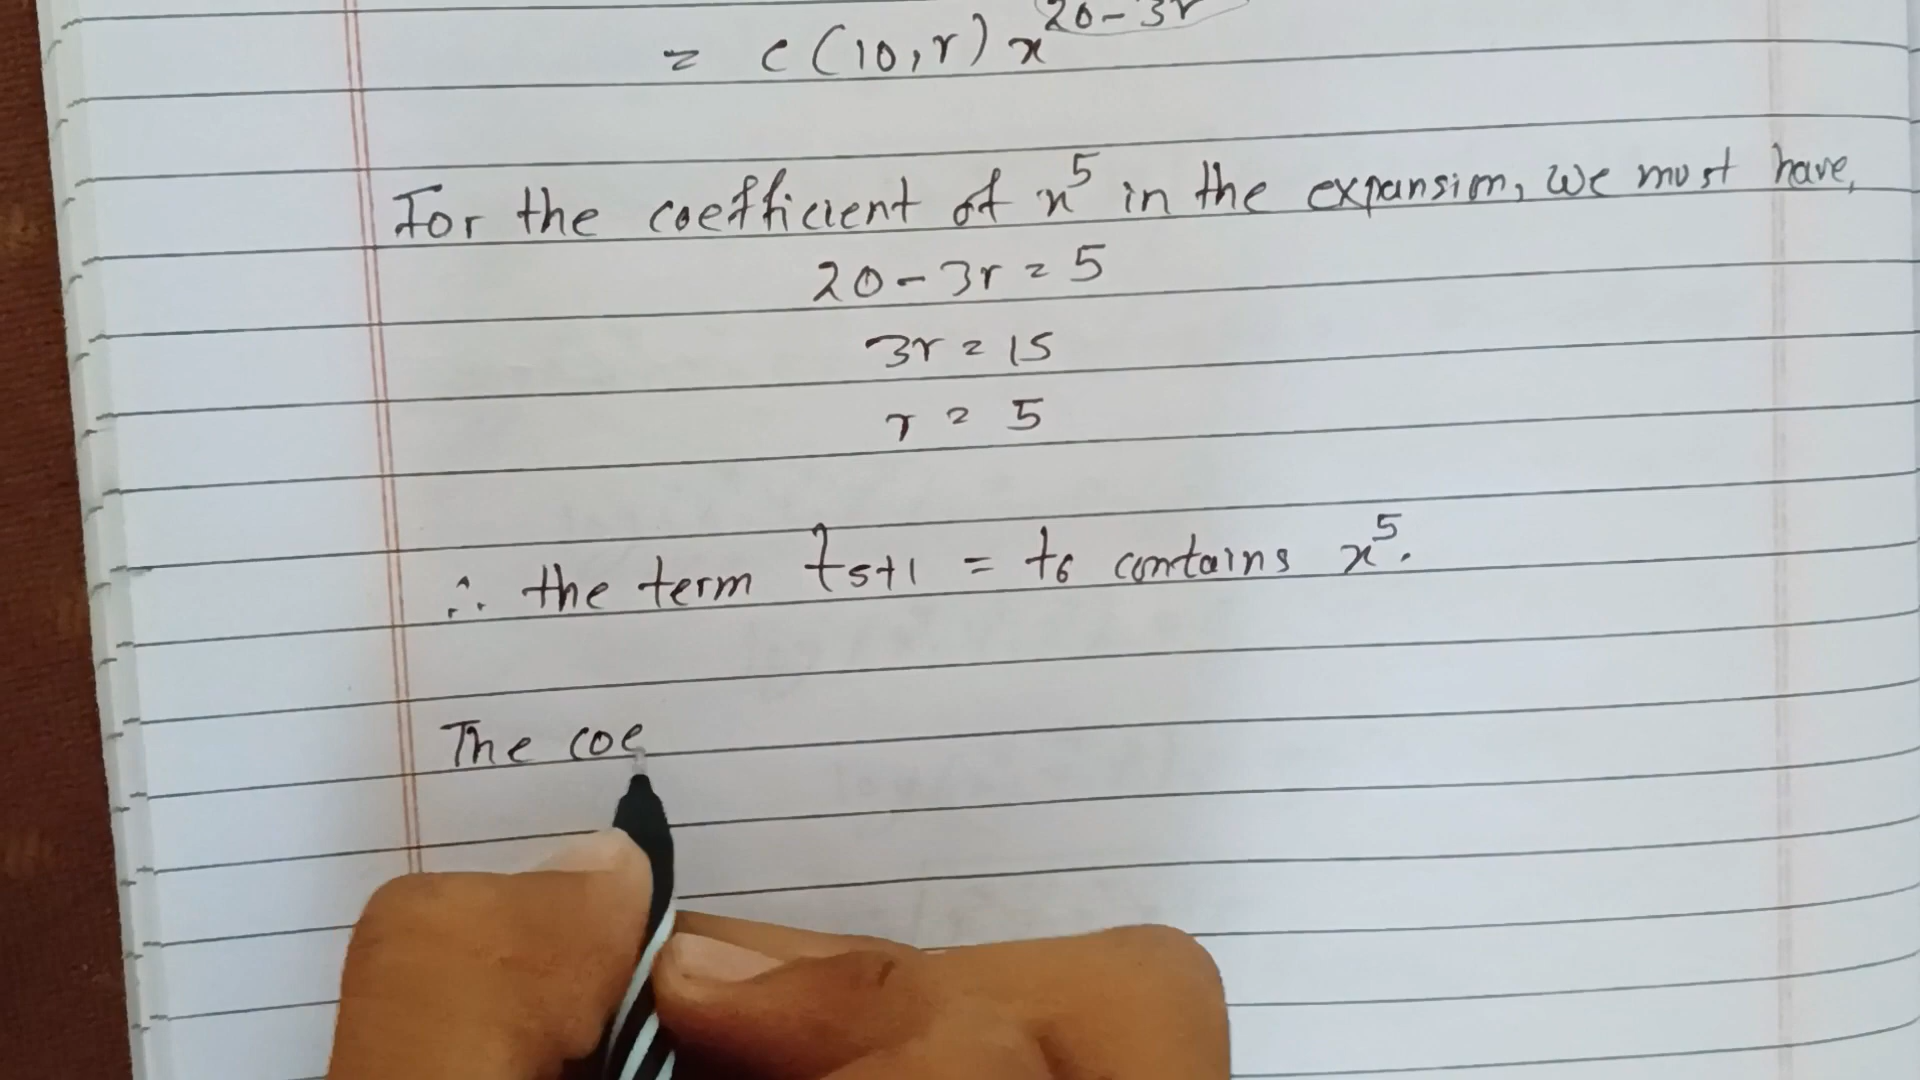 = c(10,r) x^20-3r
For the coefficient of x^5 in the expansion, we must have,
20-3r=5
3r=15
r=5
∴ the term t5+1 = t6 contains x^5.
The coe